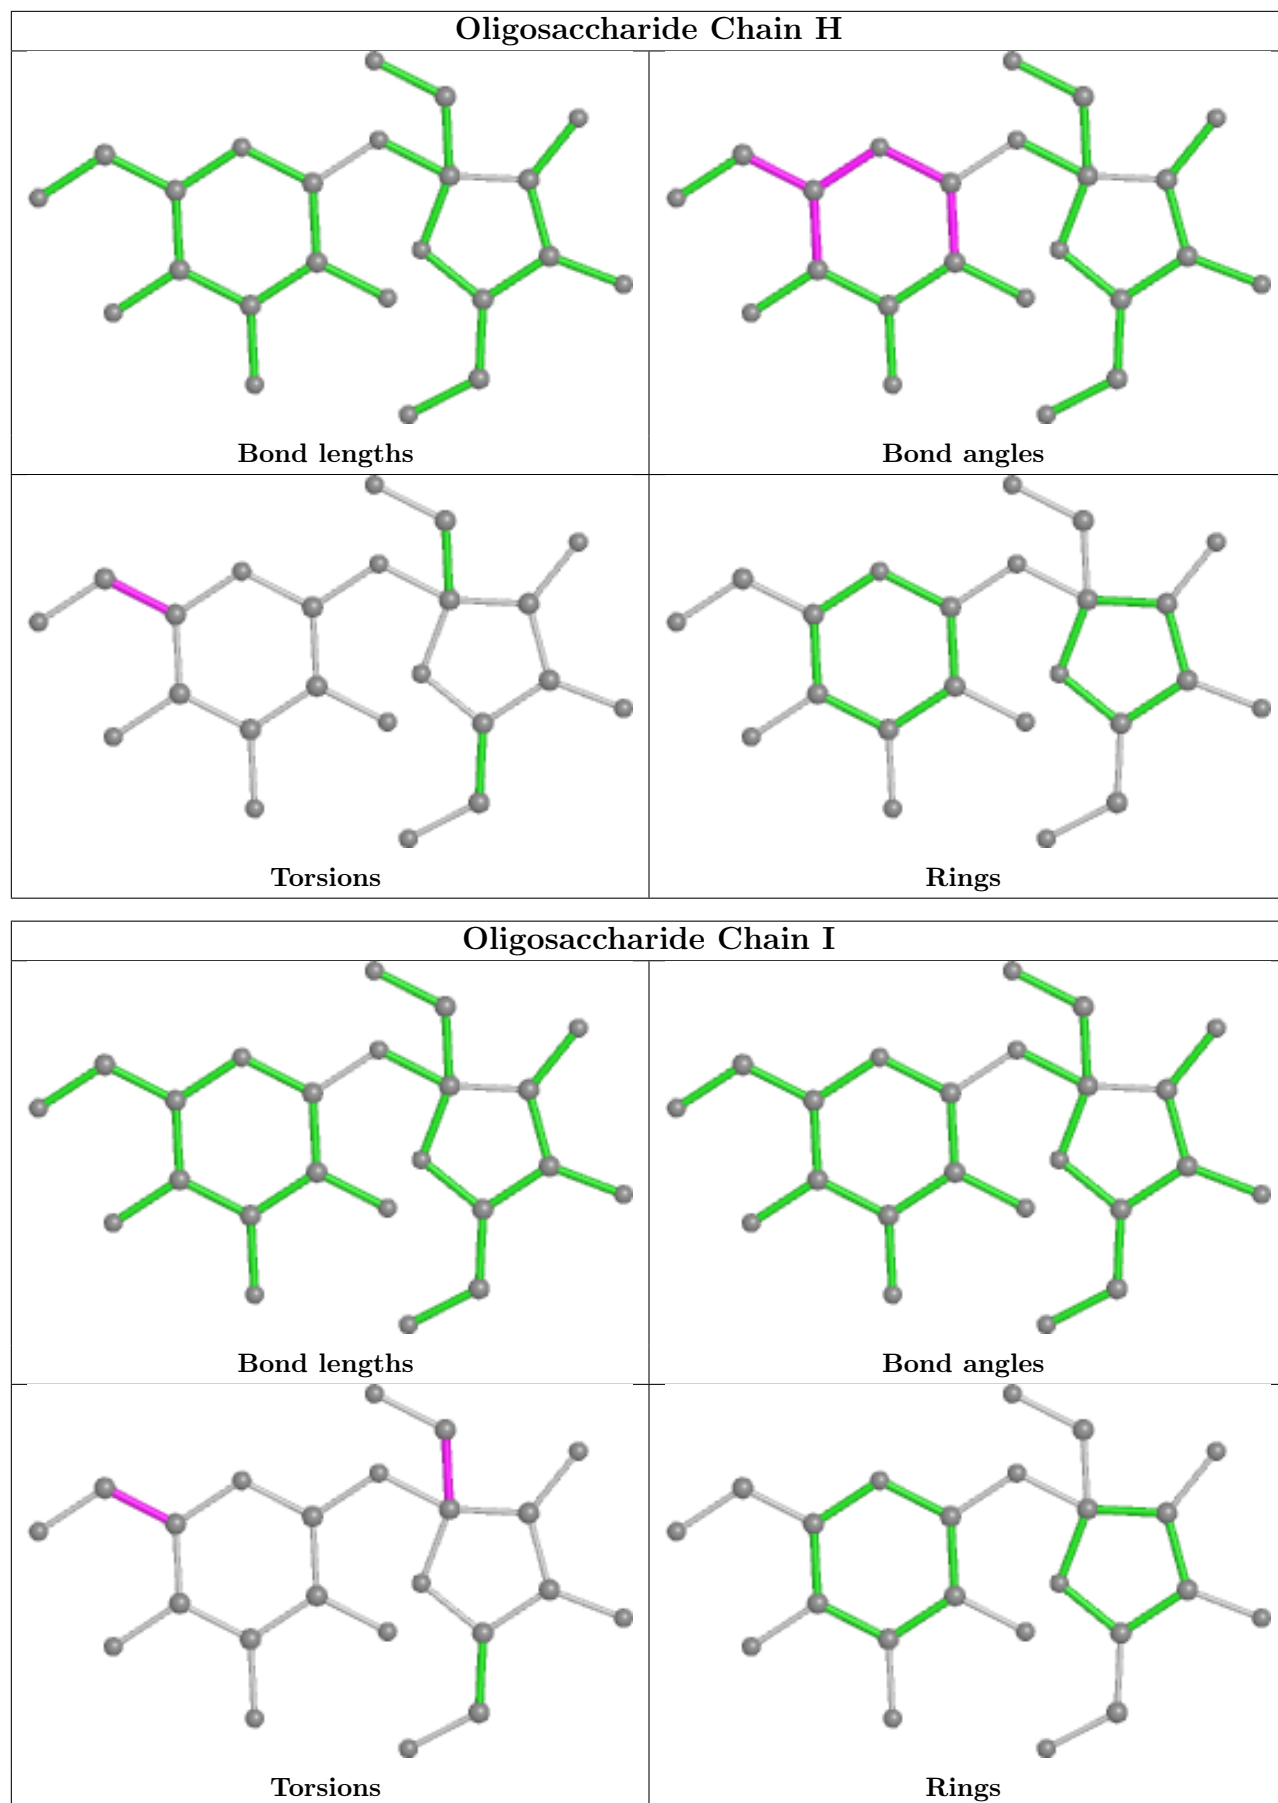 Oligosaccharide Chain H
Bond lengths
Bond angles
Torsions
Rings
Oligosaccharide Chain I
Bond lengths
Bond angles
Torsions
Rings